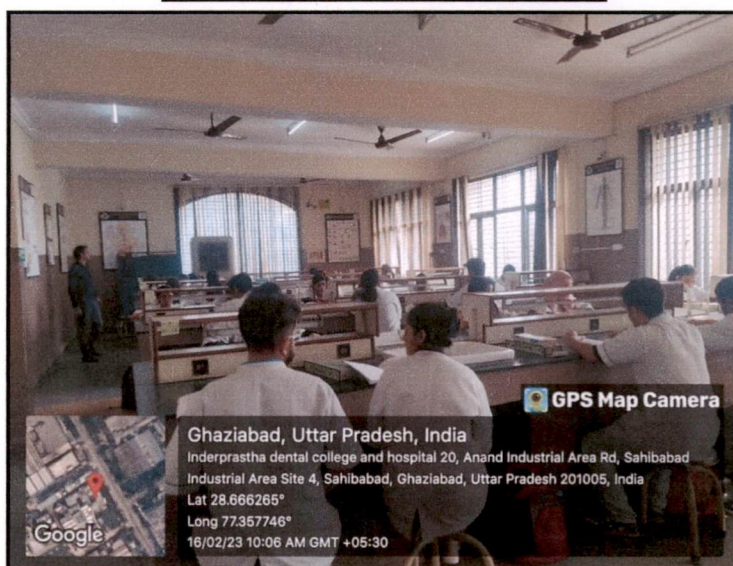 GPS Map Camera
Ghaziabad, Uttar Pradesh, India
Inderprastha dental college and hospital 20, Anand Industrial Area Rd, Sahibabad
Industrial Area Site 4, Sahibabad, Ghaziabad, Uttar Pradesh 201005, India
Lat 28.666265°
Long 77.357746°
16/02/23 10:06 AM GMT +05:30
Google